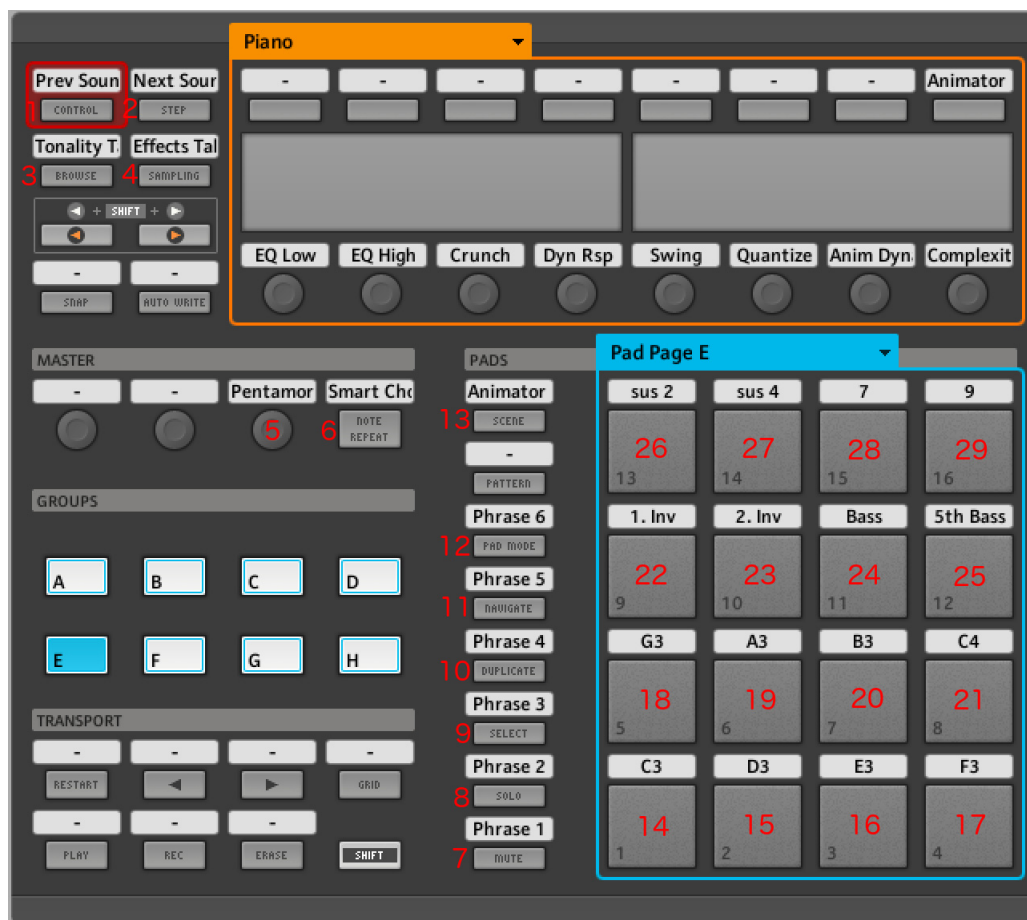 Piano
Prev Soun Next Sour - - - - - - - Animator
1 CONTROL 2 STEP
Tonality T Effects Tal
3 BROWSE 4 SAMPLING
◀ + SHIFT + ▶
◀ ▶
EQ Low EQ High Crunch Dyn Rsp Swing Quantize Anim Dyn Complexit
- -
SNAP AUTO WRITE
MASTER
- - Pentamor Smart Cho
5 6 NOTE
REPEAT
GROUPS
A B C D
E F G H
TRANSPORT
- - - -
RESTART ◀ ▶ GRID
- - -
PLAY REC ERASE SHIFT
PADS
Animator
13 SCENE
-
PATTERN
Phrase 6
12 PAD MODE
Phrase 5
11 NAVIGATE
Phrase 4
10 DUPLICATE
Phrase 3
9 SELECT
Phrase 2
8 SOLO
Phrase 1
7 MUTE
Pad Page E
sus 2 sus 4 7 9
26 27 28 29
13 14 15 16
1. Inv 2. Inv Bass 5th Bass
22 23 24 25
9 10 11 12
G3 A3 B3 C4
18 19 20 21
5 6 7 8
C3 D3 E3 F3
14 15 16 17
1 2 3 4